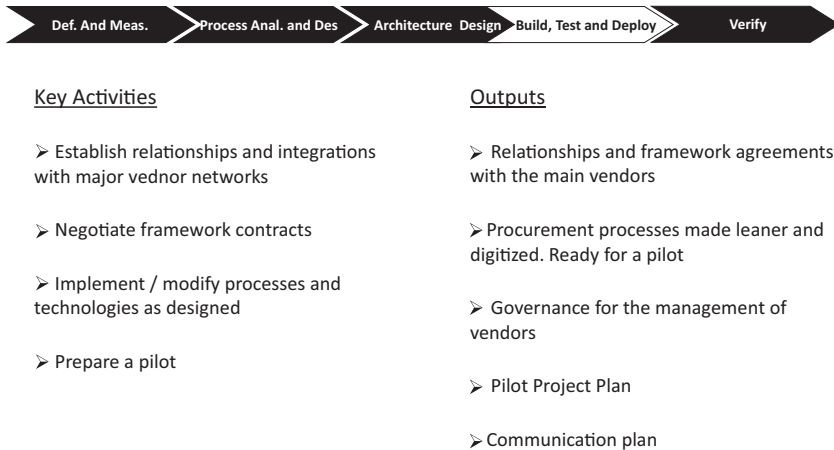 Def. And Meas.
Process Anal. and Des
Architecture Design
Build, Test and Deploy
Verify
Key Activities
➢ Establish relationships and integrations
with major vednor networks
➢ Negotiate framework contracts
➢ Implement / modify processes and
technologies as designed
➢ Prepare a pilot
Outputs
➢ Relationships and framework agreements
with the main vendors
➢ Procurement processes made leaner and
digitized. Ready for a pilot
➢ Governance for the management of
vendors
➢ Pilot Project Plan
➢ Communication plan